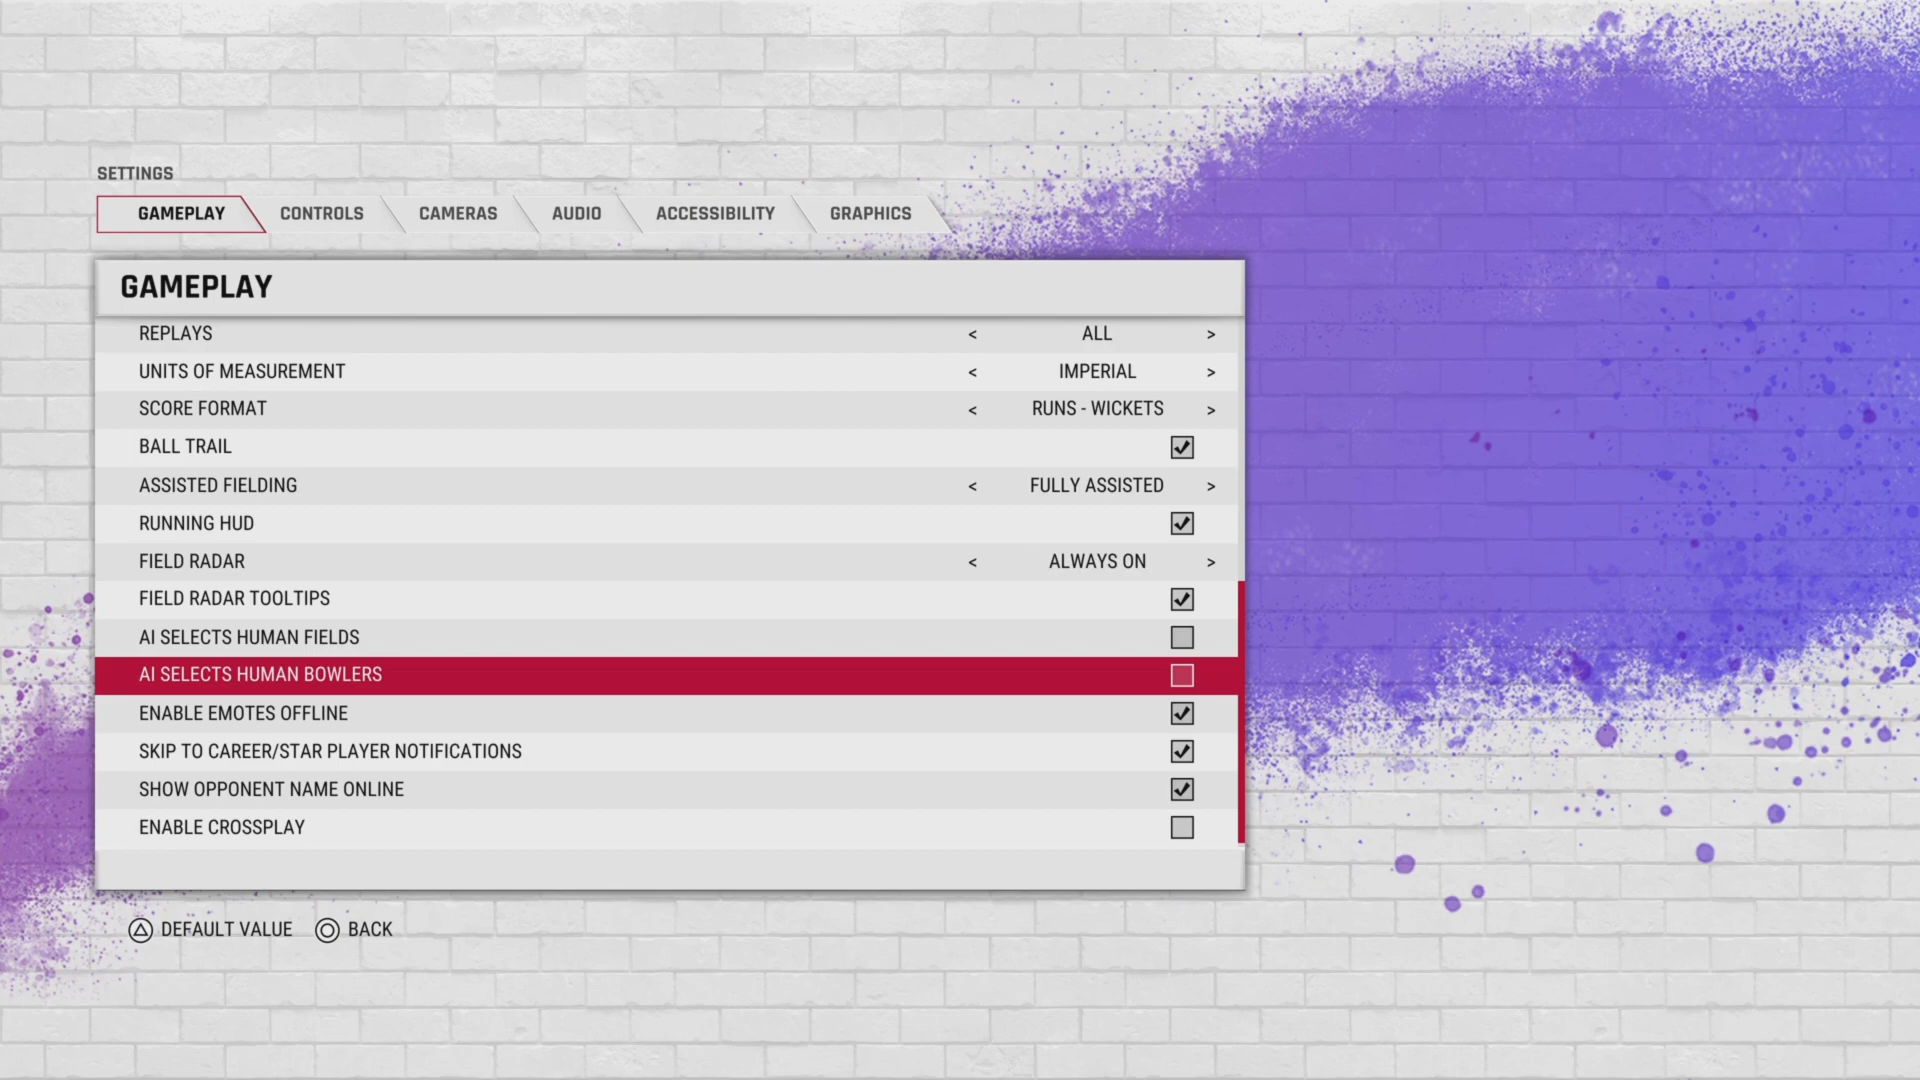 SETTINGS
GAMEPLAY CONTROLS CAMERAS AUDIO ACCESSIBILITY GRAPHICS
GAMEPLAY
REPLAYS < ALL >
UNITS OF MEASUREMENT < IMPERIAL >
SCORE FORMAT < RUNS - WICKETS >
BALL TRAIL
ASSISTED FIELDING < FULLY ASSISTED >
RUNNING HUD
FIELD RADAR < ALWAYS ON >
FIELD RADAR TOOLTIPS
AI SELECTS HUMAN FIELDS
AI SELECTS HUMAN BOWLERS
ENABLE EMOTES OFFLINE
SKIP TO CAREER/STAR PLAYER NOTIFICATIONS
SHOW OPPONENT NAME ONLINE
ENABLE CROSSPLAY
DEFAULT VALUE BACK